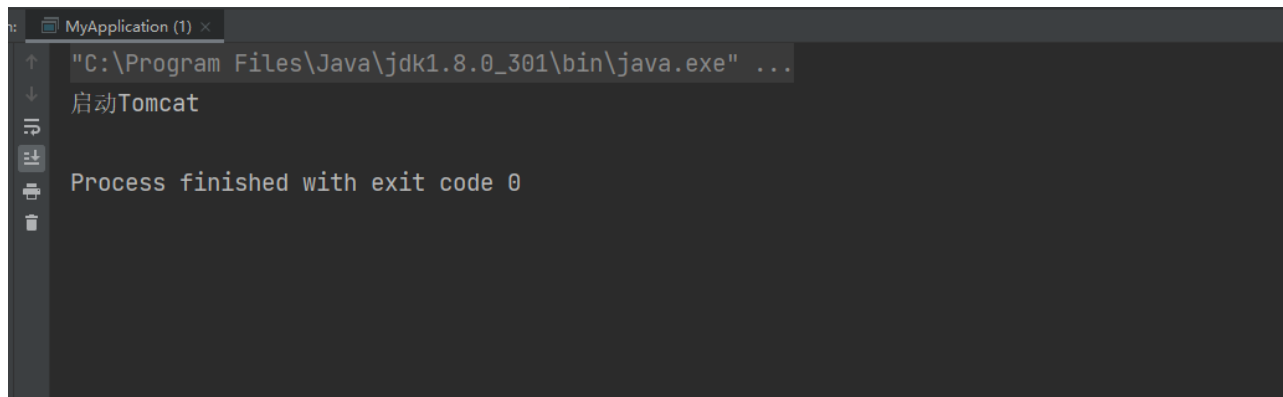 MyApplication (1)
"C:\Program Files\Java\jdk1.8.0_301\bin\java.exe" ...
启动Tomcat
Process finished with exit code 0